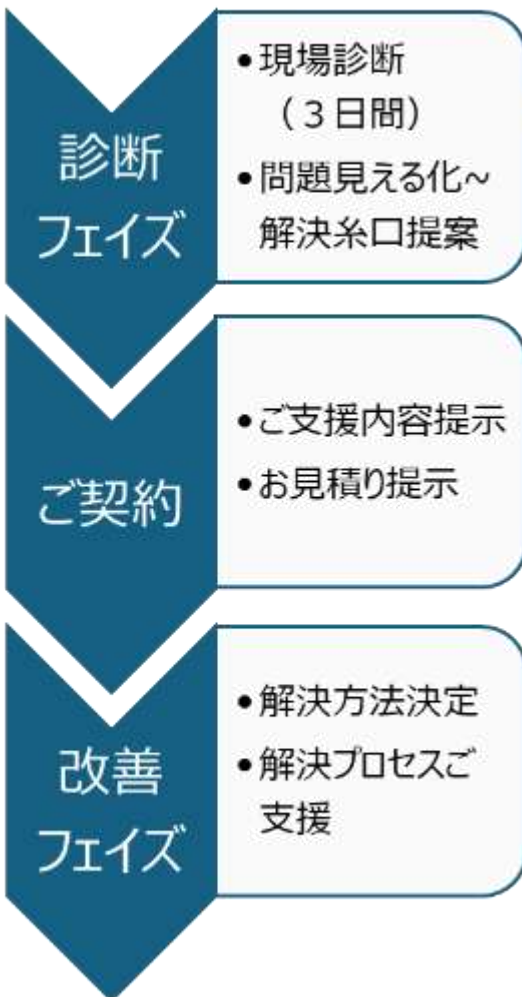 診断
フェイズ
•現場診断
（３日間）
•問題見える化~
解決糸口提案
ご契約
•ご支援内容提示
•お見積り提示
改善
フェイズ
•解決方法決定
•解決プロセスご
支援